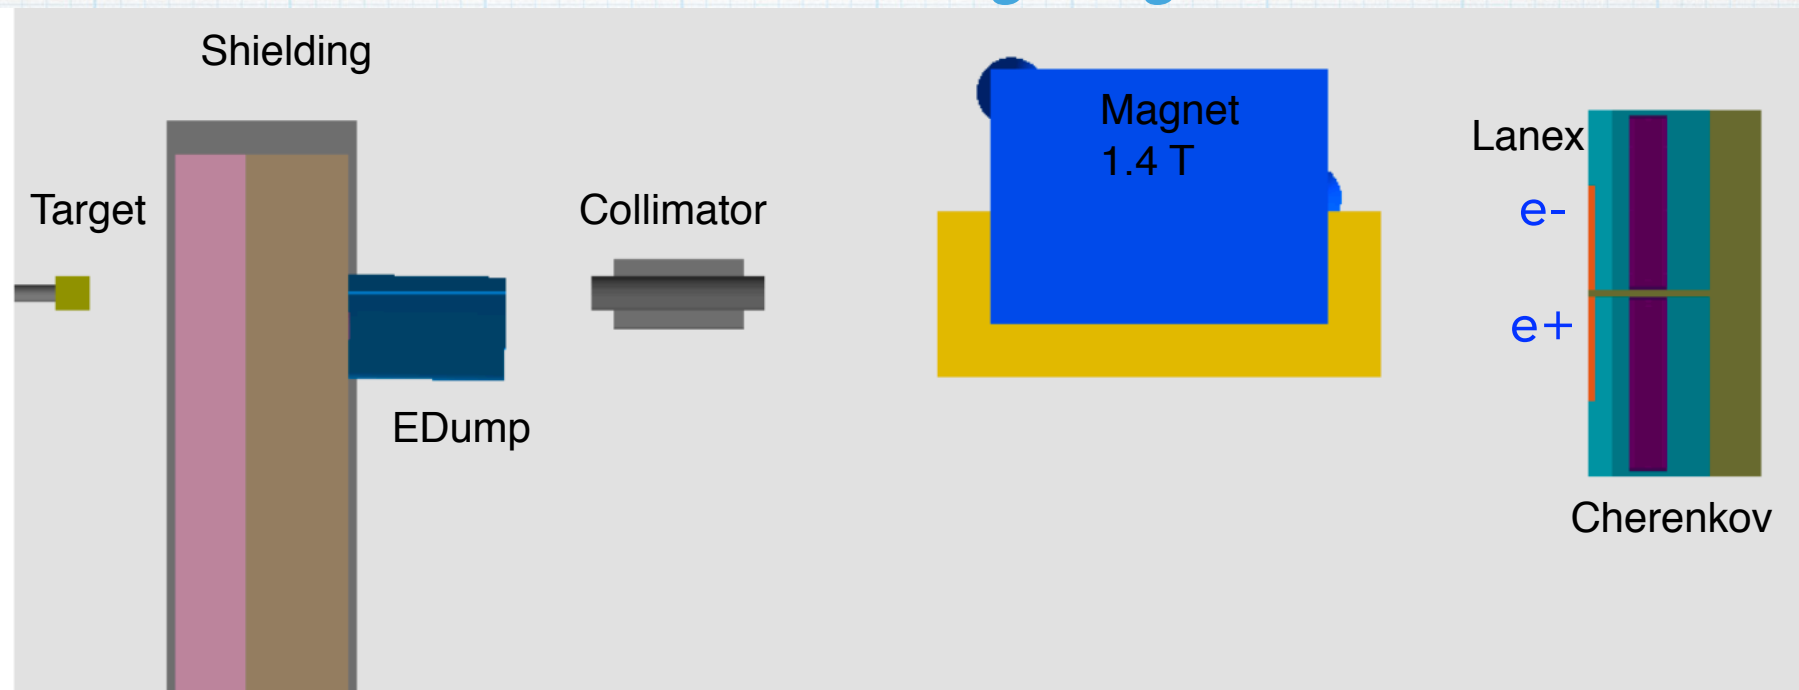 Shielding
Magnet
1.4 T
Lanex
Target
Collimator
e-
e+
EDump
Cherenkov